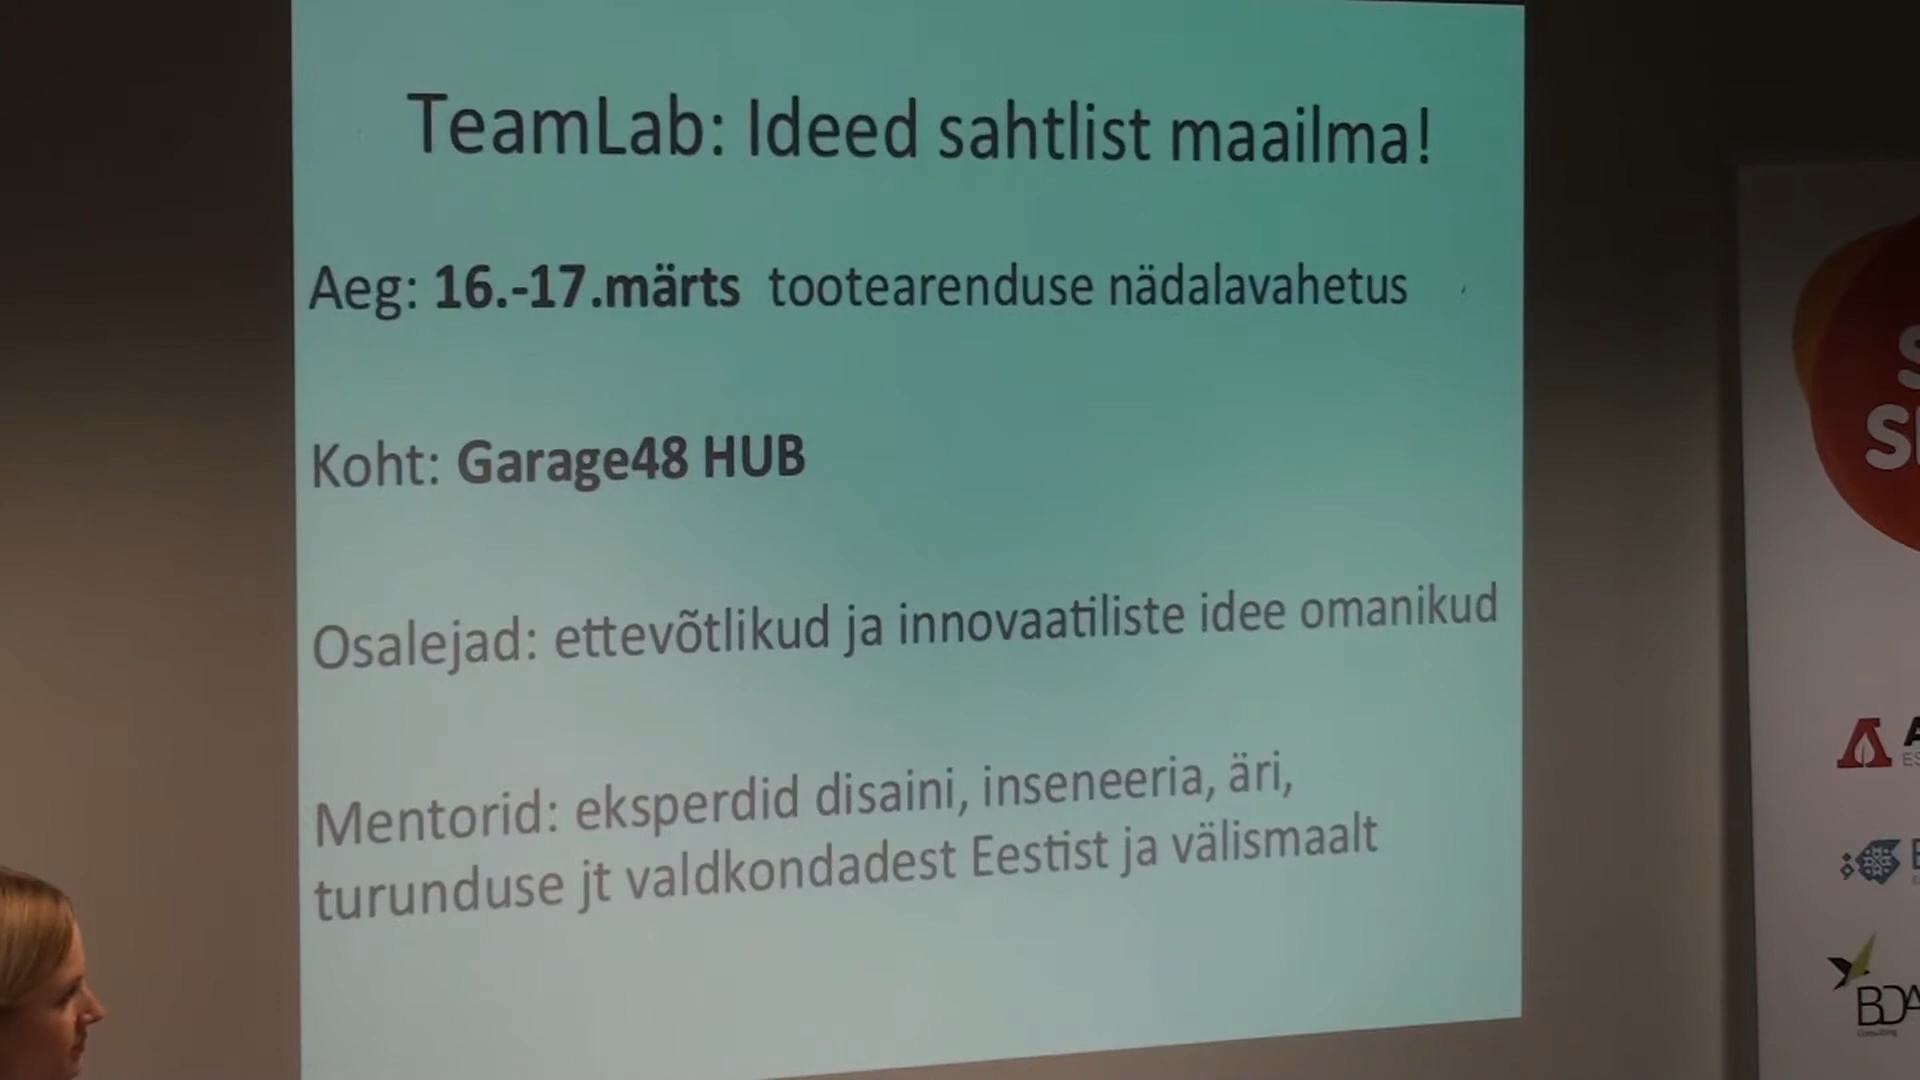 TeamLab: Ideed sahtlist maailma!
Aeg: 16.-17.märts tootearenduse nädalavahetus
Koht: Garage48 HUB
Osalejad: ettevõtlikud ja innovaatiliste idee omanikud
Mentorid: eksperdid disaini, inseneeria, äri,
turunduse jt valdkondadest Eestist ja välismaalt
BDA